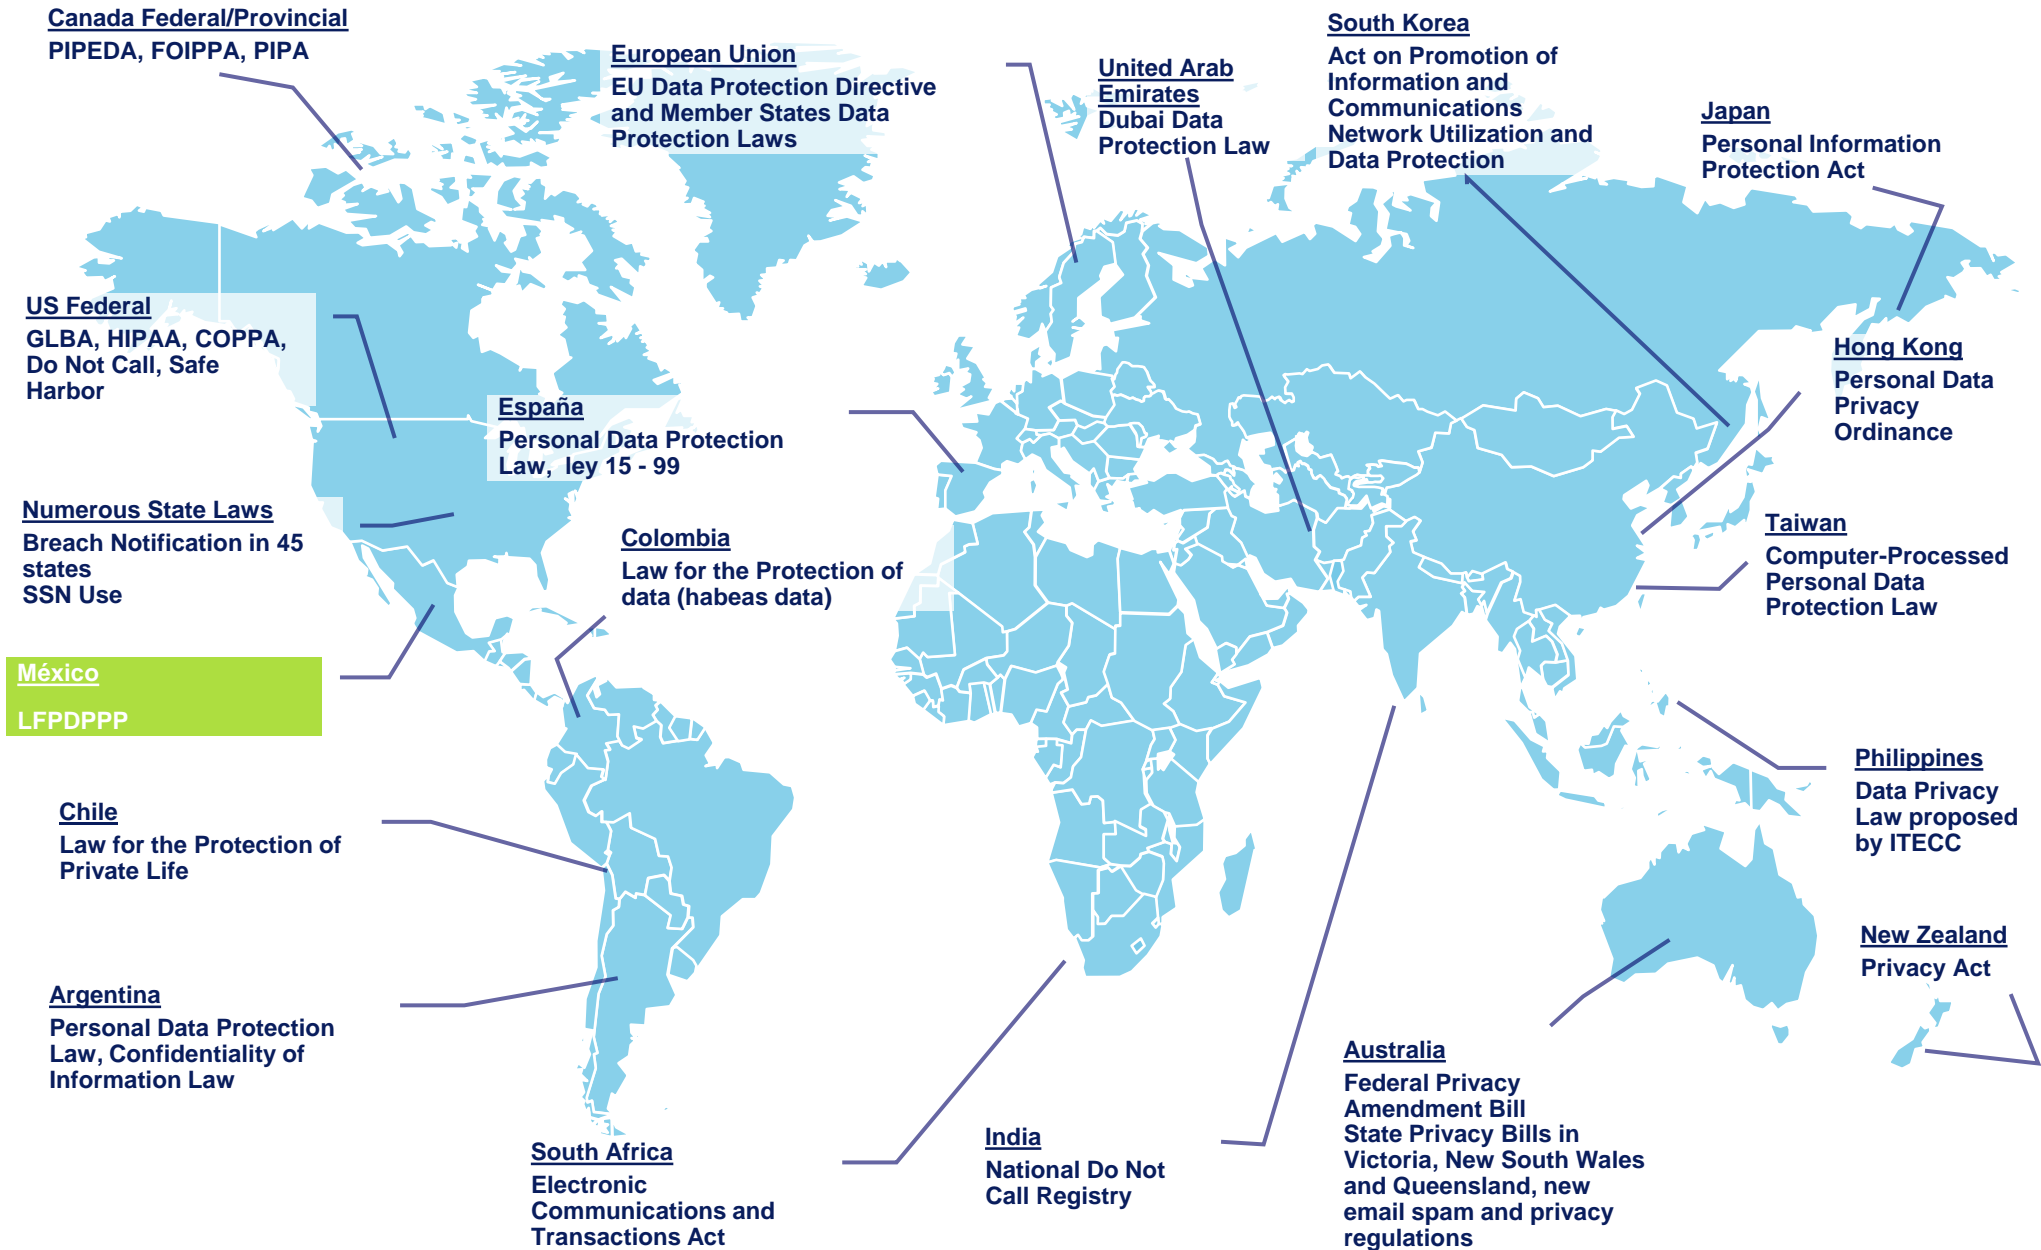 Canada Federal/Provincial
PIPEDA, FOIPPA, PIPA
European Union
EU Data Protection Directive
and Member States Data
Protection Laws
United Arab
Emirates
Dubai Data
Protection Law
South Korea
Act on Promotion of
Information and
Communications
Network Utilization and
Data Protection
Japan
Personal Information
Protection Act
US Federal
GLBA, HIPAA, COPPA,
Do Not Call, Safe
Harbor
Hong Kong
Personal Data
Privacy
Ordinance
España
Personal Data Protection
Law, ley 15 - 99
Numerous State Laws
Breach Notification in 45
states
SSN Use
Colombia
Law for the Protection of
data (habeas data)
Taiwan
Computer-Processed
Personal Data
Protection Law
México
LFPDPPP
Philippines
Data Privacy
Law proposed
by ITECC
Chile
Law for the Protection of
Private Life
New Zealand
Privacy Act
Argentina
Personal Data Protection
Law, Confidentiality of
Information Law
Australia
Federal Privacy
Amendment Bill
State Privacy Bills in
Victoria, New South Wales
and Queensland, new
email spam and privacy
regulations
India
National Do Not
Call Registry
South Africa
Electronic
Communications and
Transactions Act